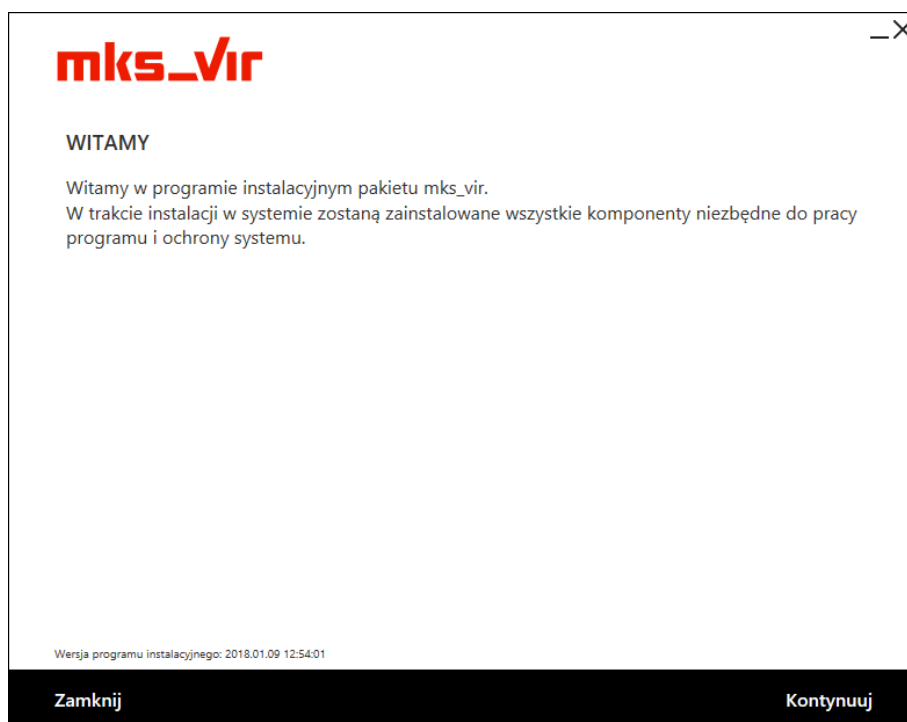 mks_vir
WITAMY
Witamy w programie instalacyjnym pakietu mks_vir.
W trakcie instalacji w systemie zostaną zainstalowane wszystkie komponenty niezbędne do pracy
programu i ochrony systemu.
Wersja programu instalacyjnego: 2018.01.09 12:54:01
Zamknij
Kontynuuj